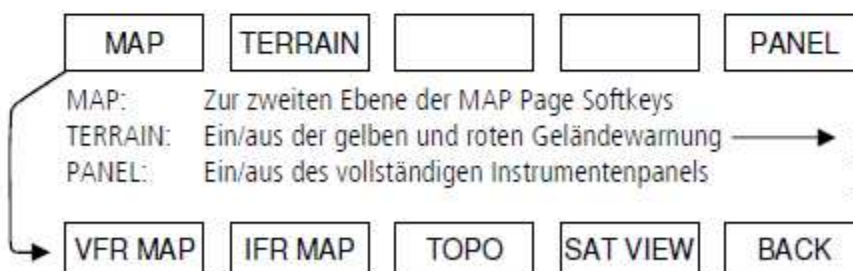 MAP TERRAIN PANEL
MAP: Zur zweiten Ebene der MAP Page Softkeys
TERRAIN: Ein/aus der gelben und roten Geländewarnung
PANEL: Ein/aus des vollständigen Instrumentenpanels
VFR MAP IFR MAP TOPO SAT VIEW BACK